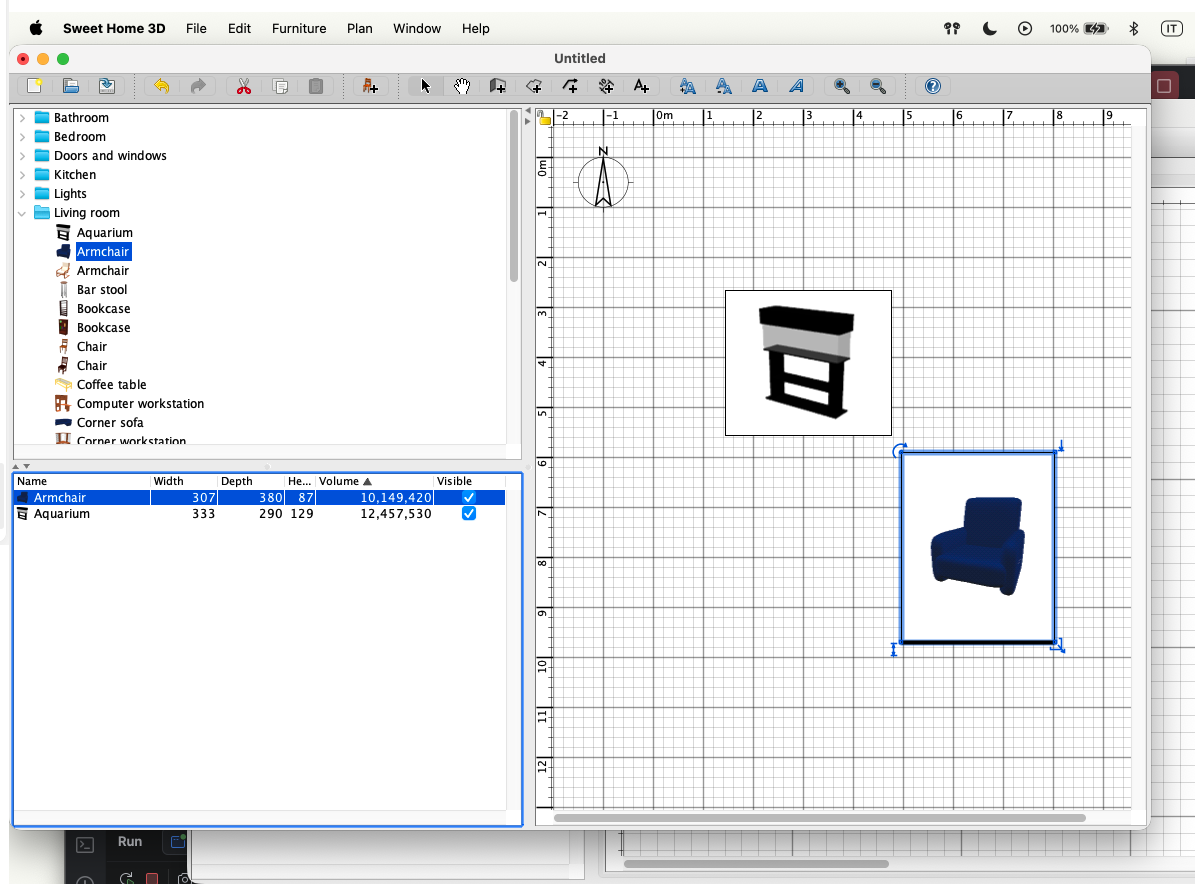 Sweet Home 3D File Edit Furniture Plan Window Help 100% IT
Untitled
Bathroom
Bedroom
Doors and windows
Kitchen
Lights
Living room
Aquarium
Armchair
Armchair
Bar stool
Bookcase
Bookcase
Chair
Chair
Coffee table
Computer workstation
Corner sofa
Corner workstation
Name Width Depth He... Volume Visible
Armchair 307 380 87 10,149,420
Aquarium 333 290 129 12,457,530
-2 -1 0m 1 2 3 4 5 6 7 8 9
N
0m
1
2
3
4
5
6
7
8
9
10
11
12
Run